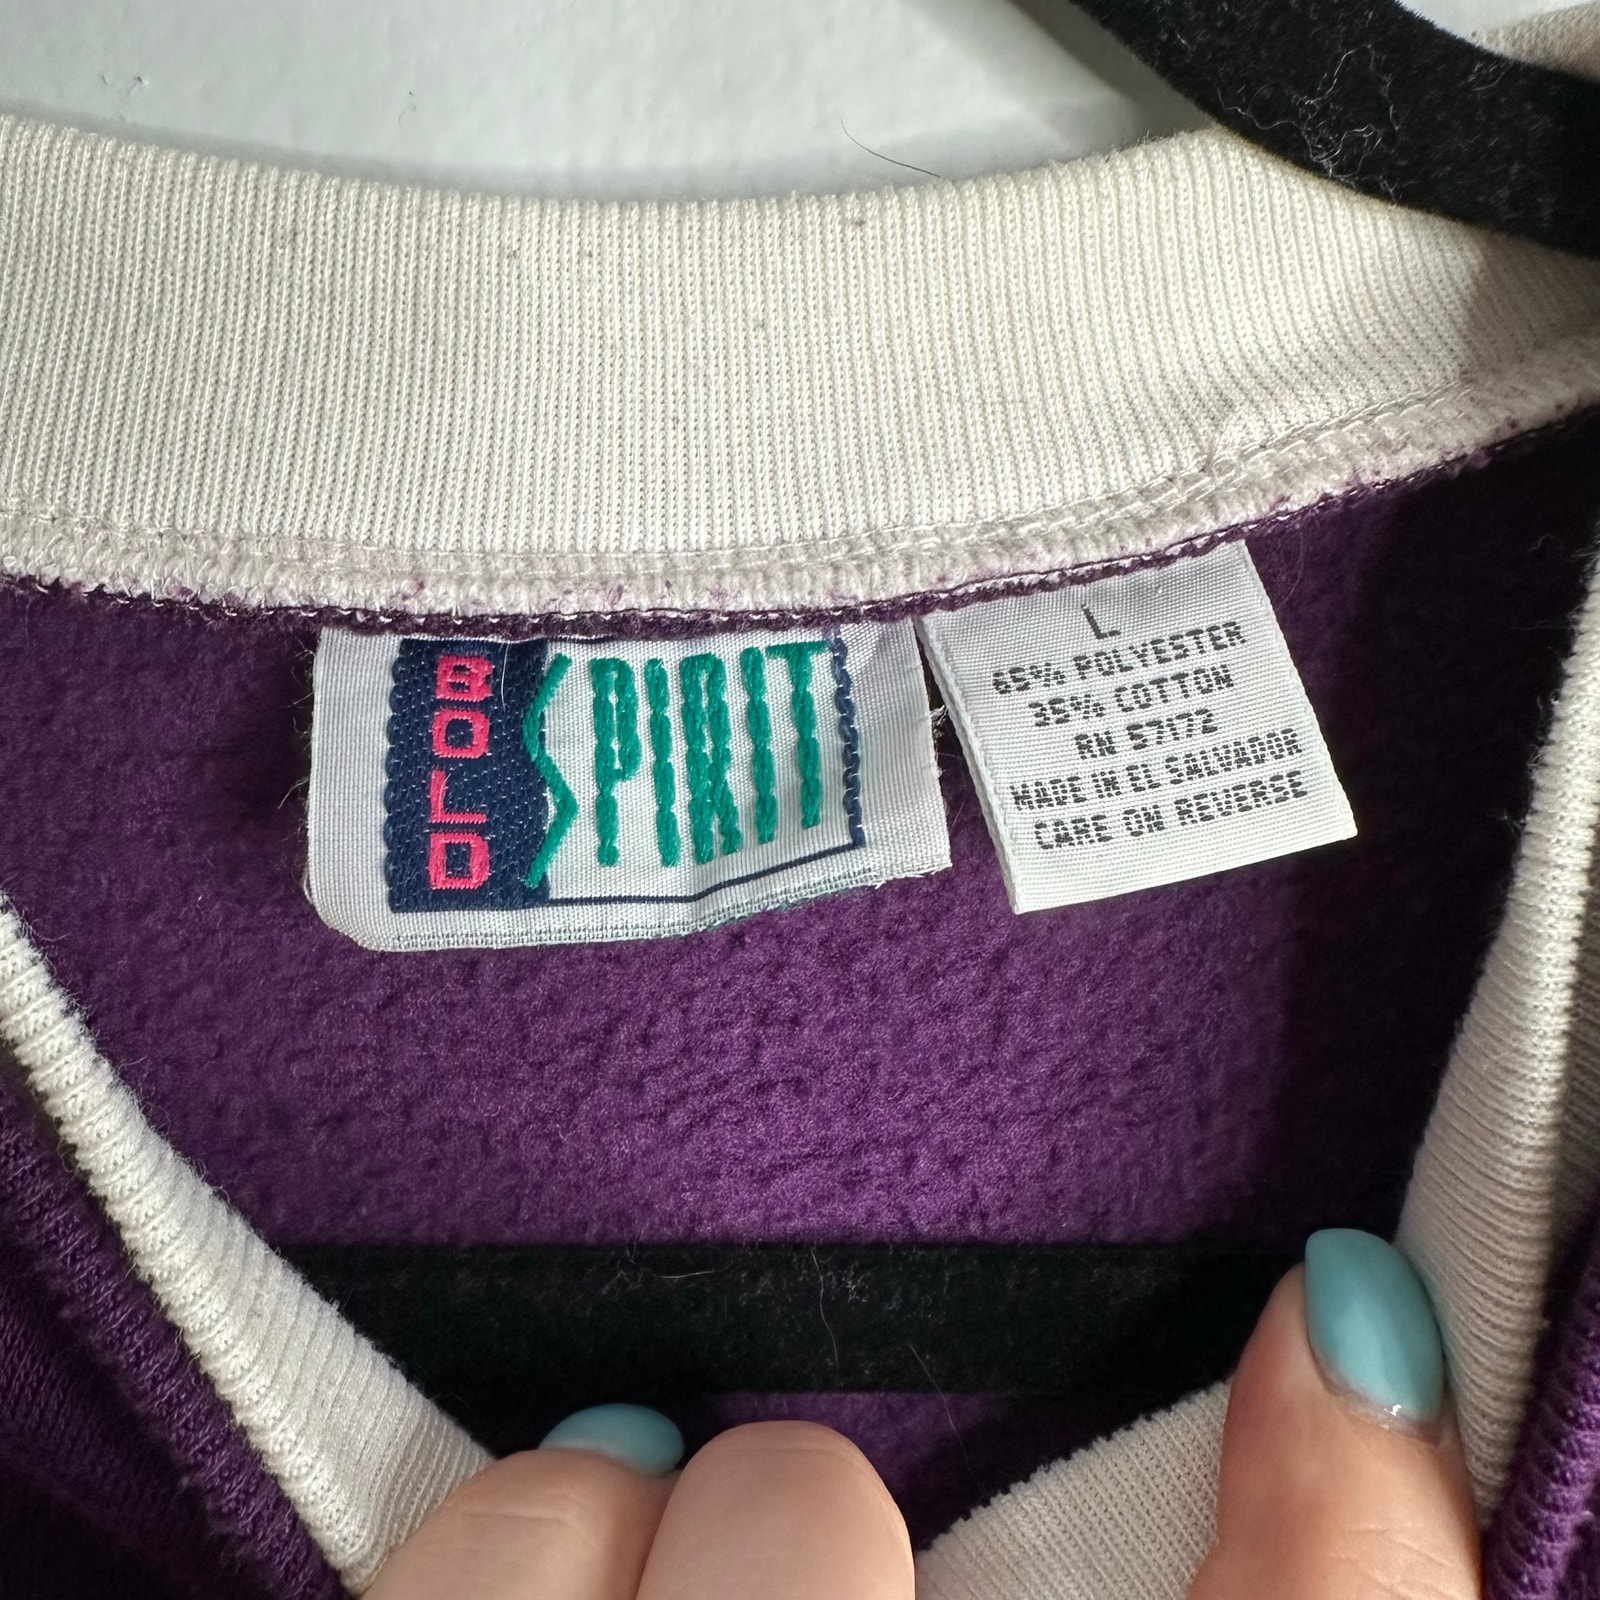 BOLD
SPIRIT
L
65% POLYESTER
35% COTTON
RN 57172
MADE IN EL SALVADOR
CARE ON REVERSE